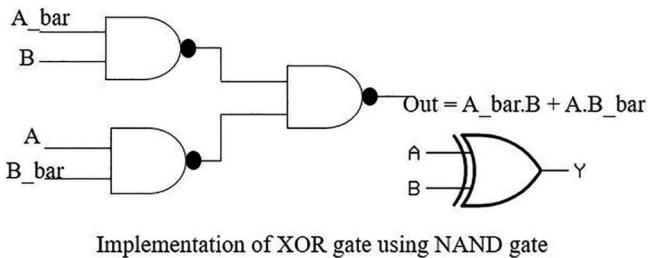 A_bar
B
A
B_bar
Out = A_bar.B + A.B_bar
A
B
Y
Implementation of XOR gate using NAND gate